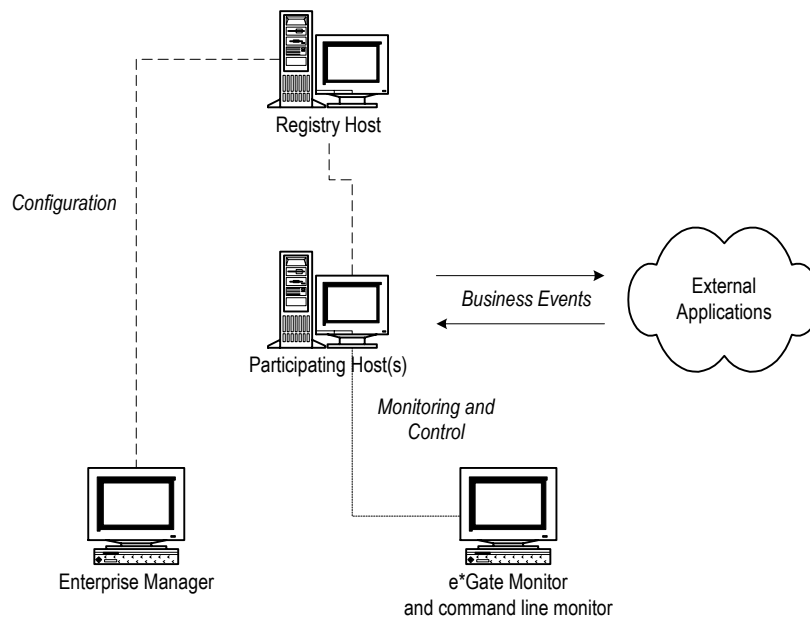 Registry Host
Configuration
Business Events
External
Applications
Participating Host(s)
Monitoring and
Control
Enterprise Manager
e*Gate Monitor
and command line monitor